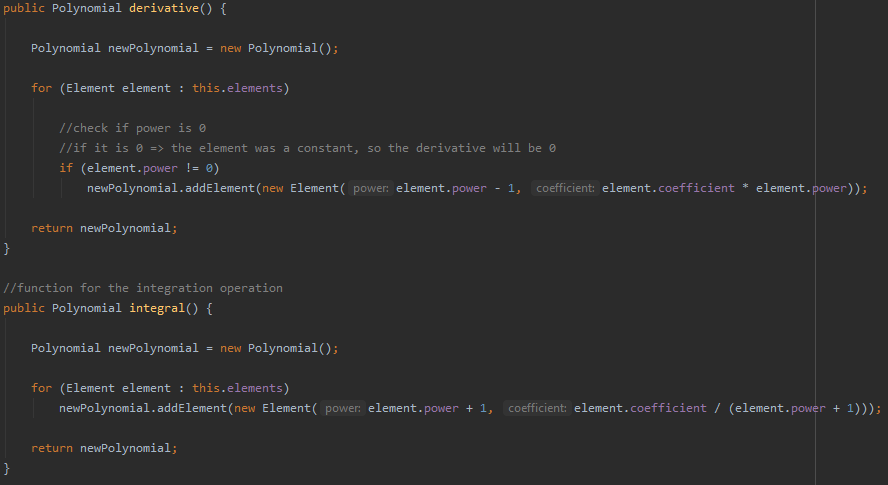 public Polynomial derivative() {
Polynomial newPolynomial = new Polynomial();
for (Element element : this.elements)
//check if power is 0
//if it is 0 => the element was a constant, so the derivative will be 0
if (element.power != 0)
newPolynomial.addElement(new Element( power: element.power - 1, coefficient: element.coefficient * element.power));
return newPolynomial;
}
//function for the integration operation
public Polynomial integral() {
Polynomial newPolynomial = new Polynomial();
for (Element element : this.elements)
newPolynomial.addElement(new Element( power: element.power + 1, coefficient: element.coefficient / (element.power + 1)));
return newPolynomial;
}